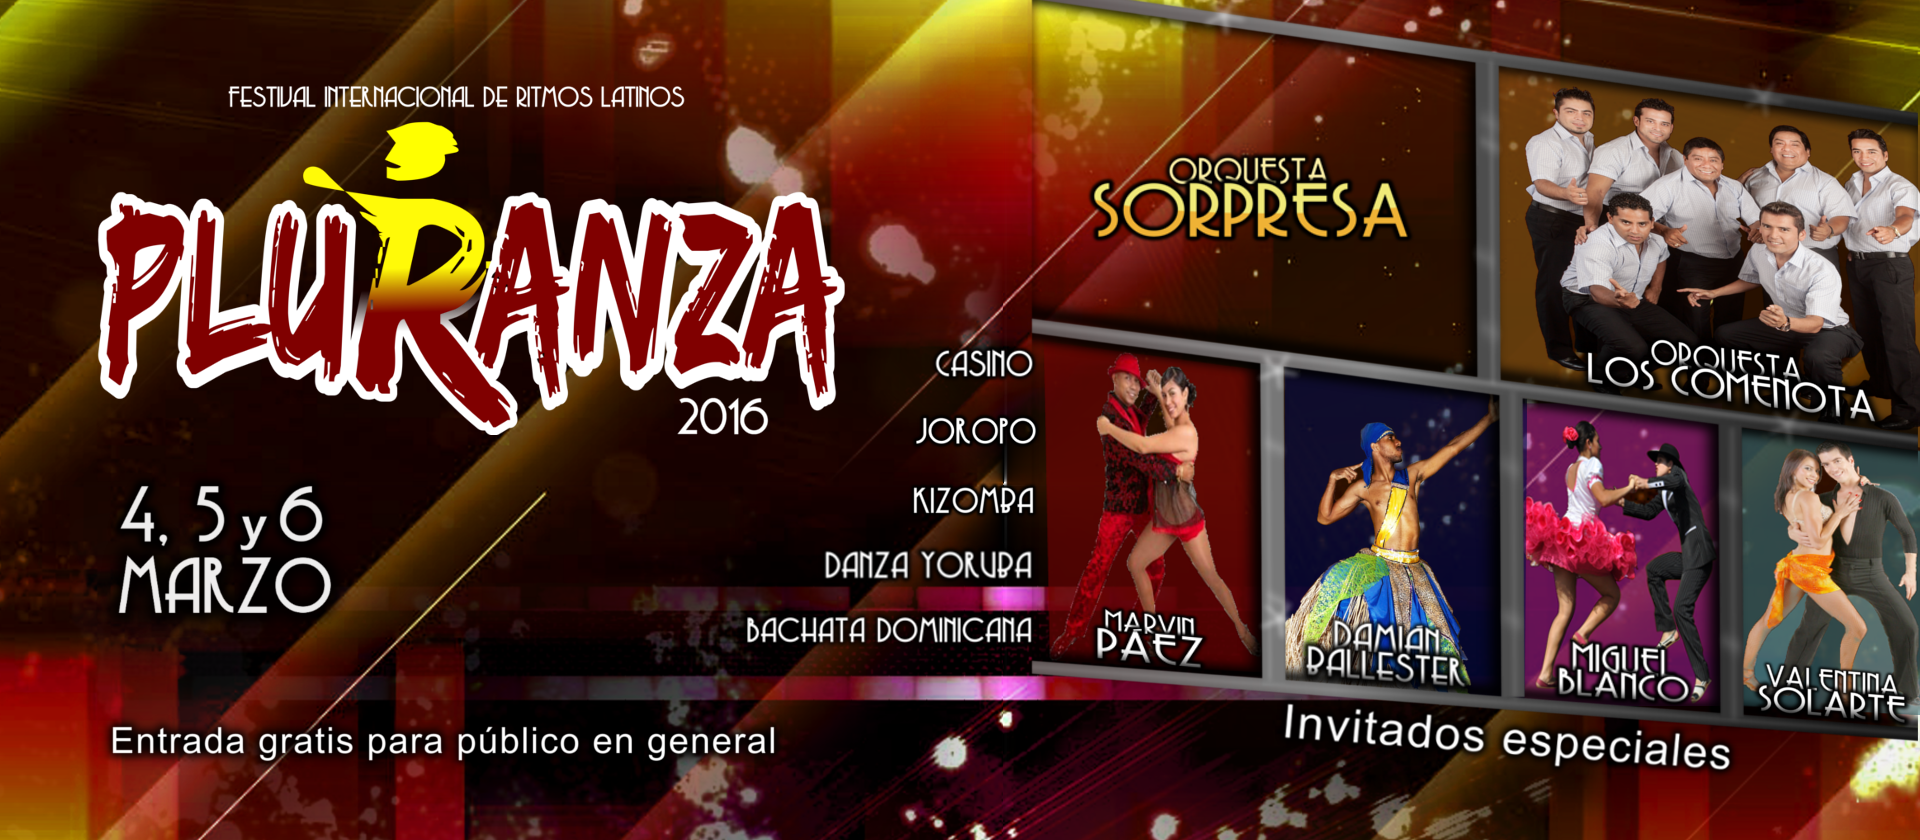 FESTIVAL INTERNACIONAL DE RITMOS LATINOS
PLURANZA
2016
4, 5 y 6
MARZO
Entrada gratis para público en general
CASINO
JOROPO
KIZOMBA
DANZA YORUBA
BACHATA DOMINICANA
ORQUESTA
SORPRESA
ORQUESTA
LOS COMENOTA
MARVIN
PAEZ
DAMIAN
BALLESTER
MIGUEL
BLANCO
VALENTINA
SOLARTE
Invitados especiales